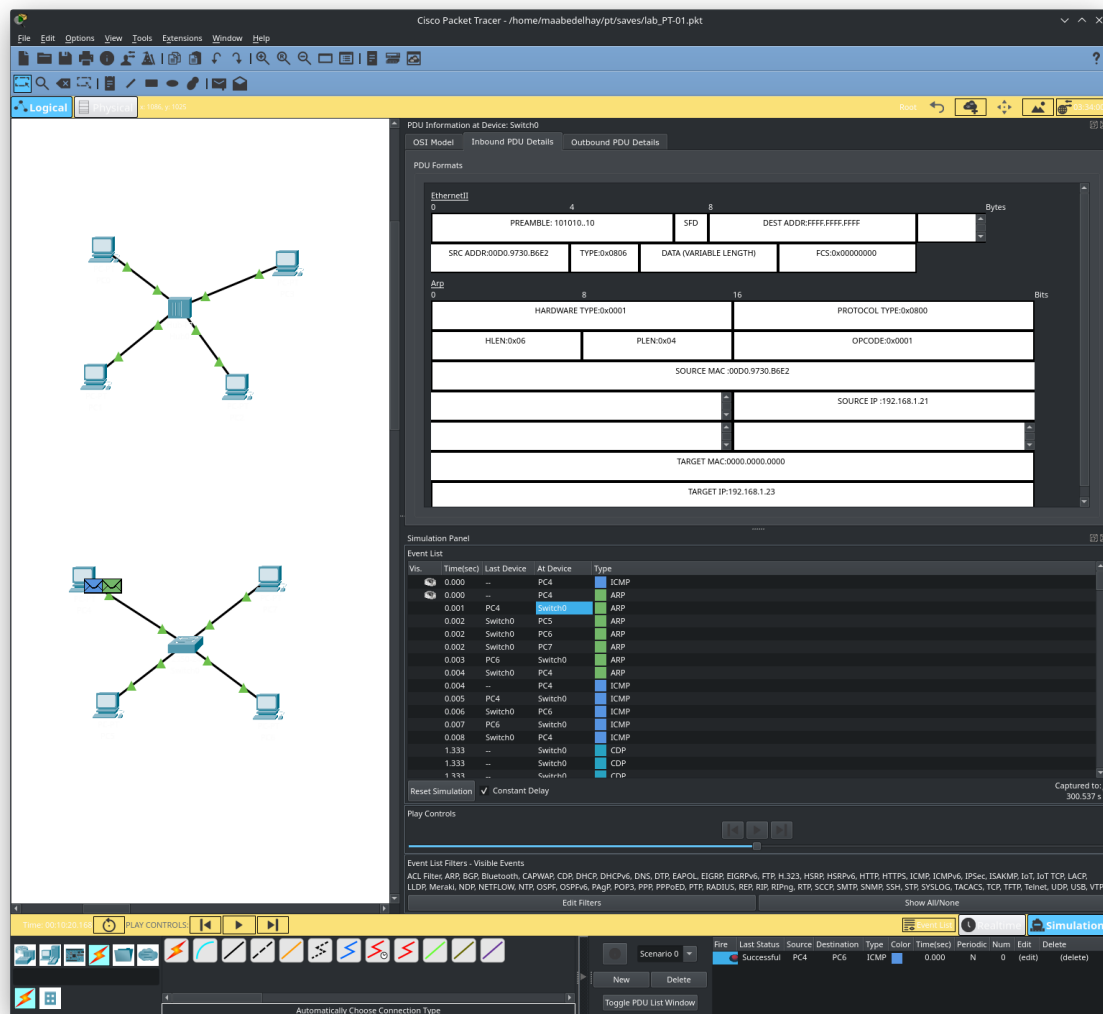 Cisco Packet Tracer - /home/maabedelhay/pt/saves/lab_PT-01.pkt
File Edit Options View Tools Extensions Window Help
Logical Physical
Root
PDU Information at Device: Switch0
OSI Model Inbound PDU Details Outbound PDU Details
PDU Formats
EthernetII
0 4 8 Bytes
PREAMBLE: 101010..10 SFD DEST ADDR:FFFF.FFFF.FFFF
SRC ADDR:00D0.9730.B6E2 TYPE:0x0806 DATA (VARIABLE LENGTH) FCS:0x00000000
Arp
0 8 16 Bits
HARDWARE TYPE:0x0001 PROTOCOL TYPE:0x0800
HLEN:0x06 PLEN:0x04 OPCODE:0x0001
SOURCE MAC :00D0.9730.B6E2
SOURCE IP :192.168.1.21
TARGET MAC:0000.0000.0000
TARGET IP:192.168.1.23
Simulation Panel
Event List
Vis. Time(sec) Last Device At Device Type
0.000 -- PC4 ICMP
0.000 -- PC4 ARP
0.001 PC4 Switch0 ARP
0.002 Switch0 PC5 ARP
0.002 Switch0 PC6 ARP
0.002 Switch0 PC7 ARP
0.003 PC6 Switch0 ARP
0.004 Switch0 PC4 ARP
0.004 -- PC4 ICMP
0.005 PC4 Switch0 ICMP
0.006 Switch0 PC6 ICMP
0.007 PC6 Switch0 ICMP
0.008 Switch0 PC4 ICMP
1.333 -- Switch0 CDP
1.333 -- Switch0 CDP
1.333 -- Switch0 CDP
Reset Simulation Constant Delay Captured to:
300.537 s
Play Controls
Event List Filters - Visible Events
ACL Filter, ARP, BGP, Bluetooth, CAPWAP, CDP, DHCP, DHCPv6, DNS, DTP, EAPOL, EIGRP, EIGRPv6, FTP, H.323, HSRP, HSRPv6, HTTP, HTTPS, ICMP, ICMPv6, IPSec, ISAKMP, IoT, IoT TCP, LACP,
LLDP, Meraki, NDP, NETFLOW, NTP, OSPF, OSPFv6, PAgP, POP3, PPP, PPPoED, PTP, RADIUS, REP, RIP, RIPng, RTP, SCCP, SMTP, SNMP, SSH, STP, SYSLOG, TACACS, TCP, TFTP, Telnet, UDP, USB, VTP
Edit Filters Show All/None
PLAY CONTROLS: Event List Realtime Simulation
Scenario 0
New Delete
Toggle PDU List Window
Fire Last Status Source Destination Type Color Time(sec) Periodic Num Edit Delete
Successful PC4 PC6 ICMP 0.000 N 0 (edit) (delete)
Automatically Choose Connection Type